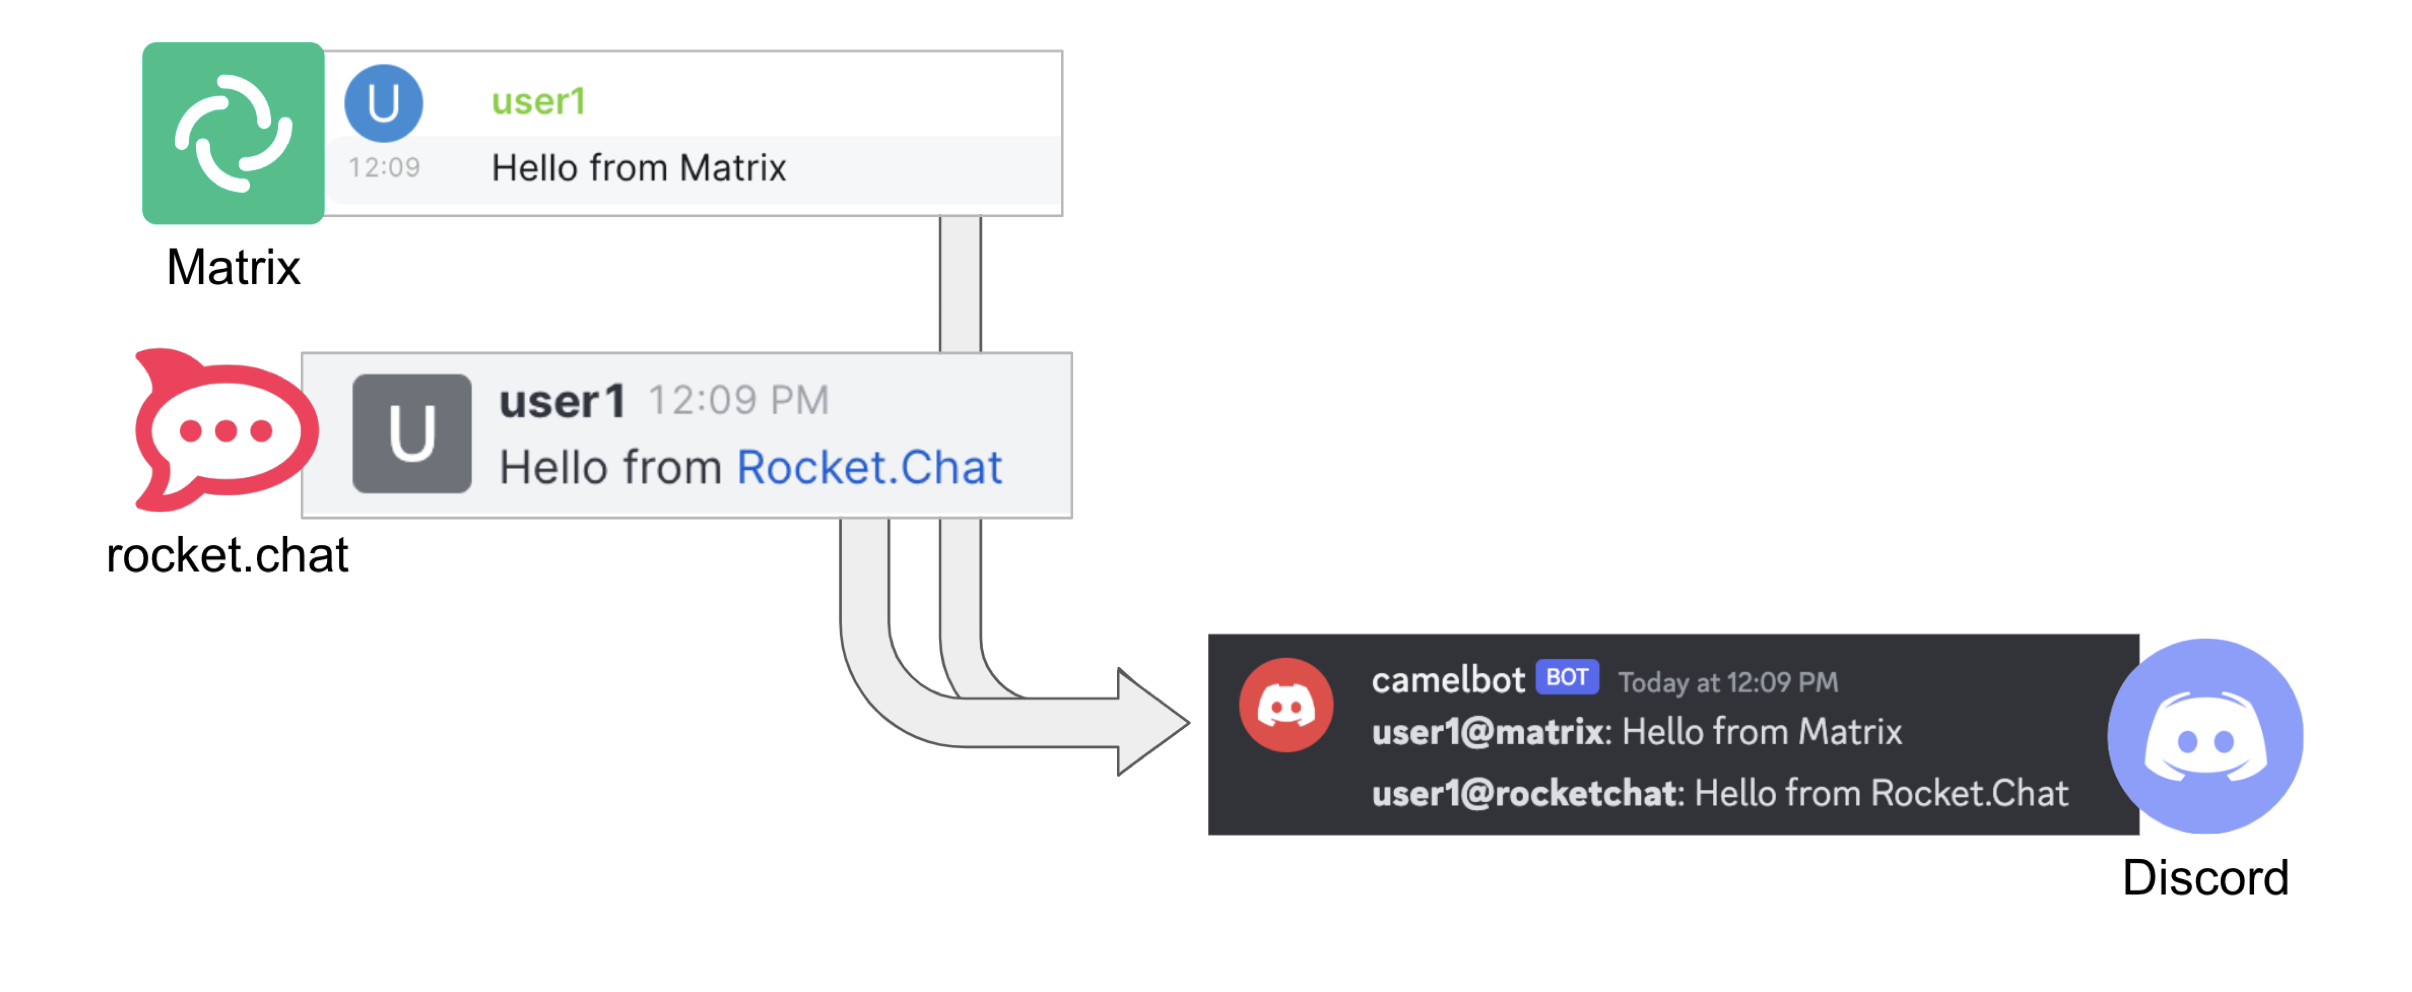 U
user1
12:09 Hello from Matrix
Matrix
U
user1 12:09 PM
Hello from Rocket.Chat
rocket.chat
camelbot BOT Today at 12:09 PM
user1@matrix: Hello from Matrix
user1@rocketchat: Hello from Rocket.Chat
Discord